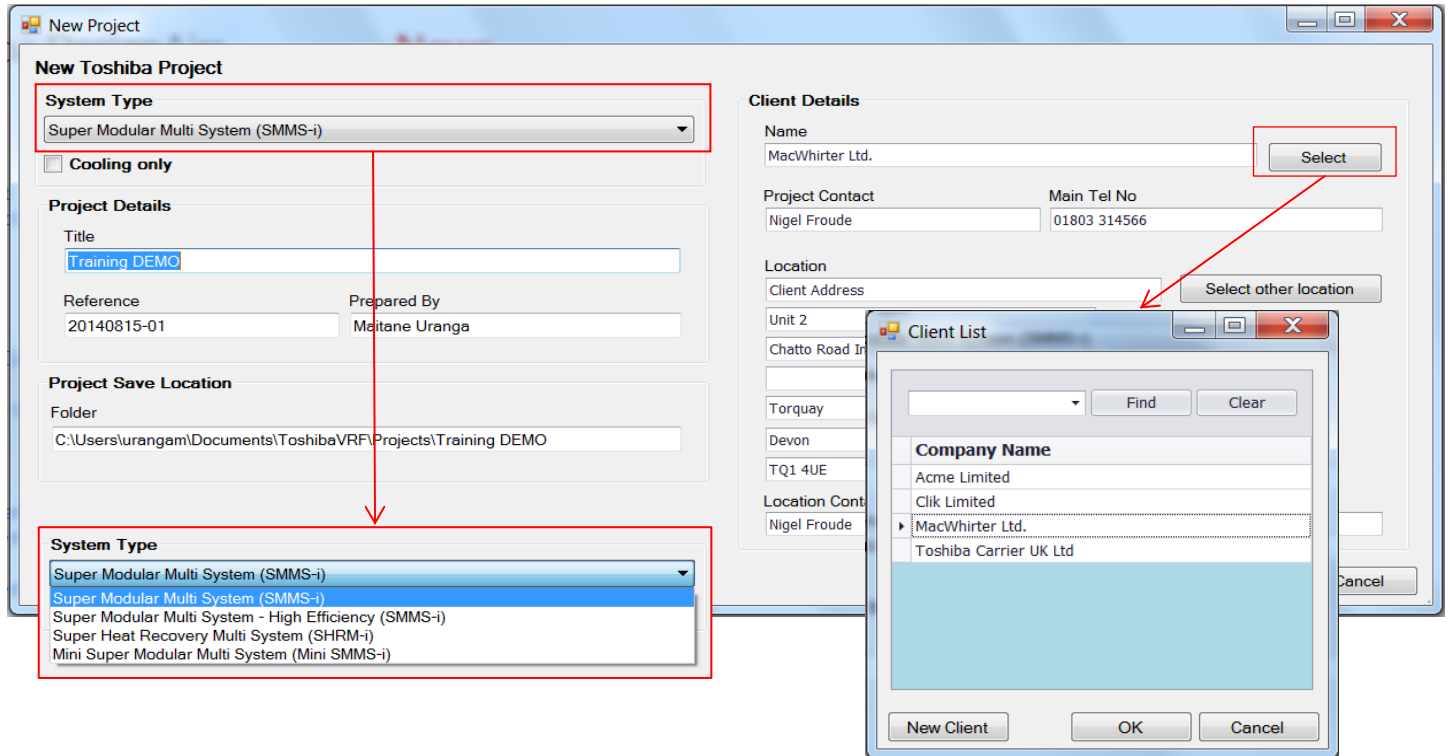 New Project
New Toshiba Project
System Type
Super Modular Multi System (SMMS-i)
Cooling only
Project Details
Title
Training DEMO
Reference Prepared By
20140815-01 Maitane Uranga
Project Save Location
Folder
C:\Users\urangam\Documents\ToshibaVRF\Projects\Training DEMO
System Type
Super Modular Multi System (SMMS-i)
Super Modular Multi System (SMMS-i)
Super Modular Multi System - High Efficiency (SMMS-i)
Super Heat Recovery Multi System (SHRM-i)
Mini Super Modular Multi System (Mini SMMS-i)
Client Details
Name
MacWhirter Ltd. Select
Project Contact Main Tel No
Nigel Froude 01803 314566
Location
Client Address Select other location
Unit 2
Chatto Road In
Torquay
Devon
TQ1 4UE
Location Cont
Nigel Froude
Cancel
Client List
Find Clear
Company Name
Acme Limited
Clik Limited
MacWhirter Ltd.
Toshiba Carrier UK Ltd
New Client OK Cancel